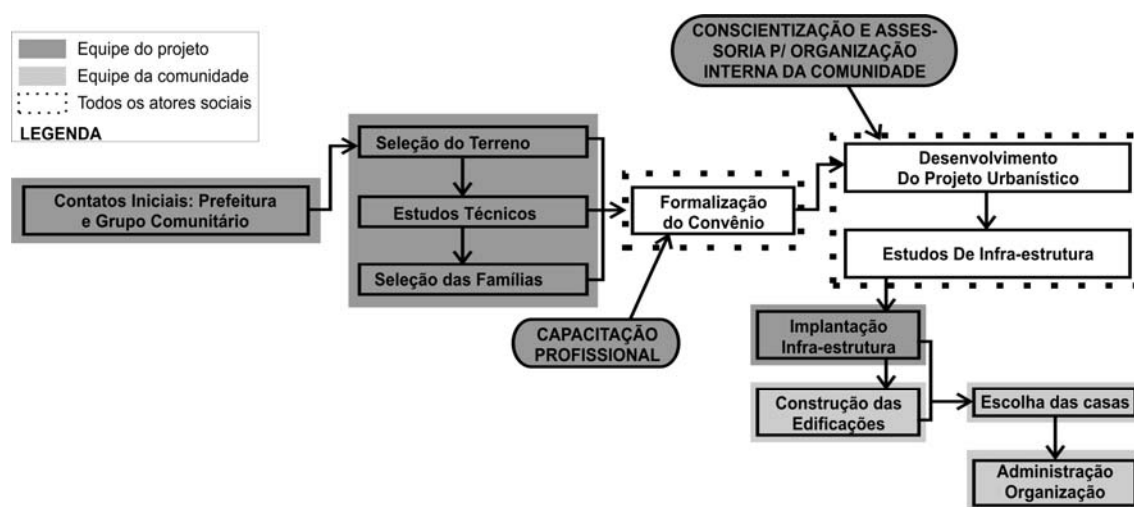 Equipe do projeto
Equipe da comunidade
Todos os atores sociais
LEGENDA
CONSCIENTIZAÇÃO E ASSES-
SORIA P/ ORGANIZAÇÃO
INTERNA DA COMUNIDADE
Contatos Iniciais: Prefeitura
e Grupo Comunitário
Seleção do Terreno
Estudos Técnicos
Seleção das Famílias
Formalização
do Convênio
CAPACITAÇÃO
PROFISSIONAL
Desenvolvimento
Do Projeto Urbanístico
Estudos De Infra-estrutura
Implantação
Infra-estrutura
Construção das
Edificações
Escolha das casas
Administração
Organização